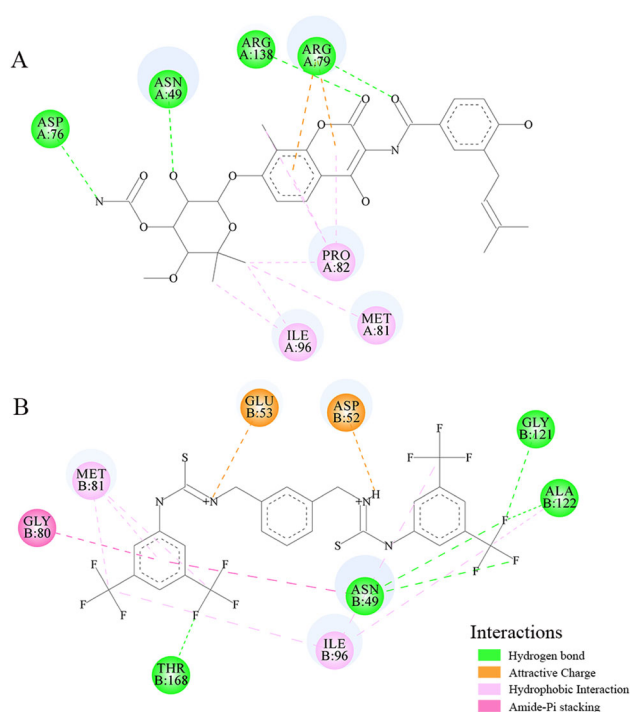 A
ARG
A:138
ARG
A:79
ASN
A:49
ASP
A:76
O
O
O
O
N
O
O
O
O
N
O
O
O
O
PRO
A:82
MET
A:81
ILE
A:96
B
GLU
B:53
ASP
B:52
GLY
B:121
F
F
F
S
MET
B:81
N
N+
+NH
ALA
B:122
F
GLY
B:80
S
N
F
F
ASN
B:49
F
F
F
F
F
F
ILE
B:96
THR
B:168
Interactions
Hydrogen bond
Attractive Charge
Hydrophobic Interaction
Amide-Pi stacking